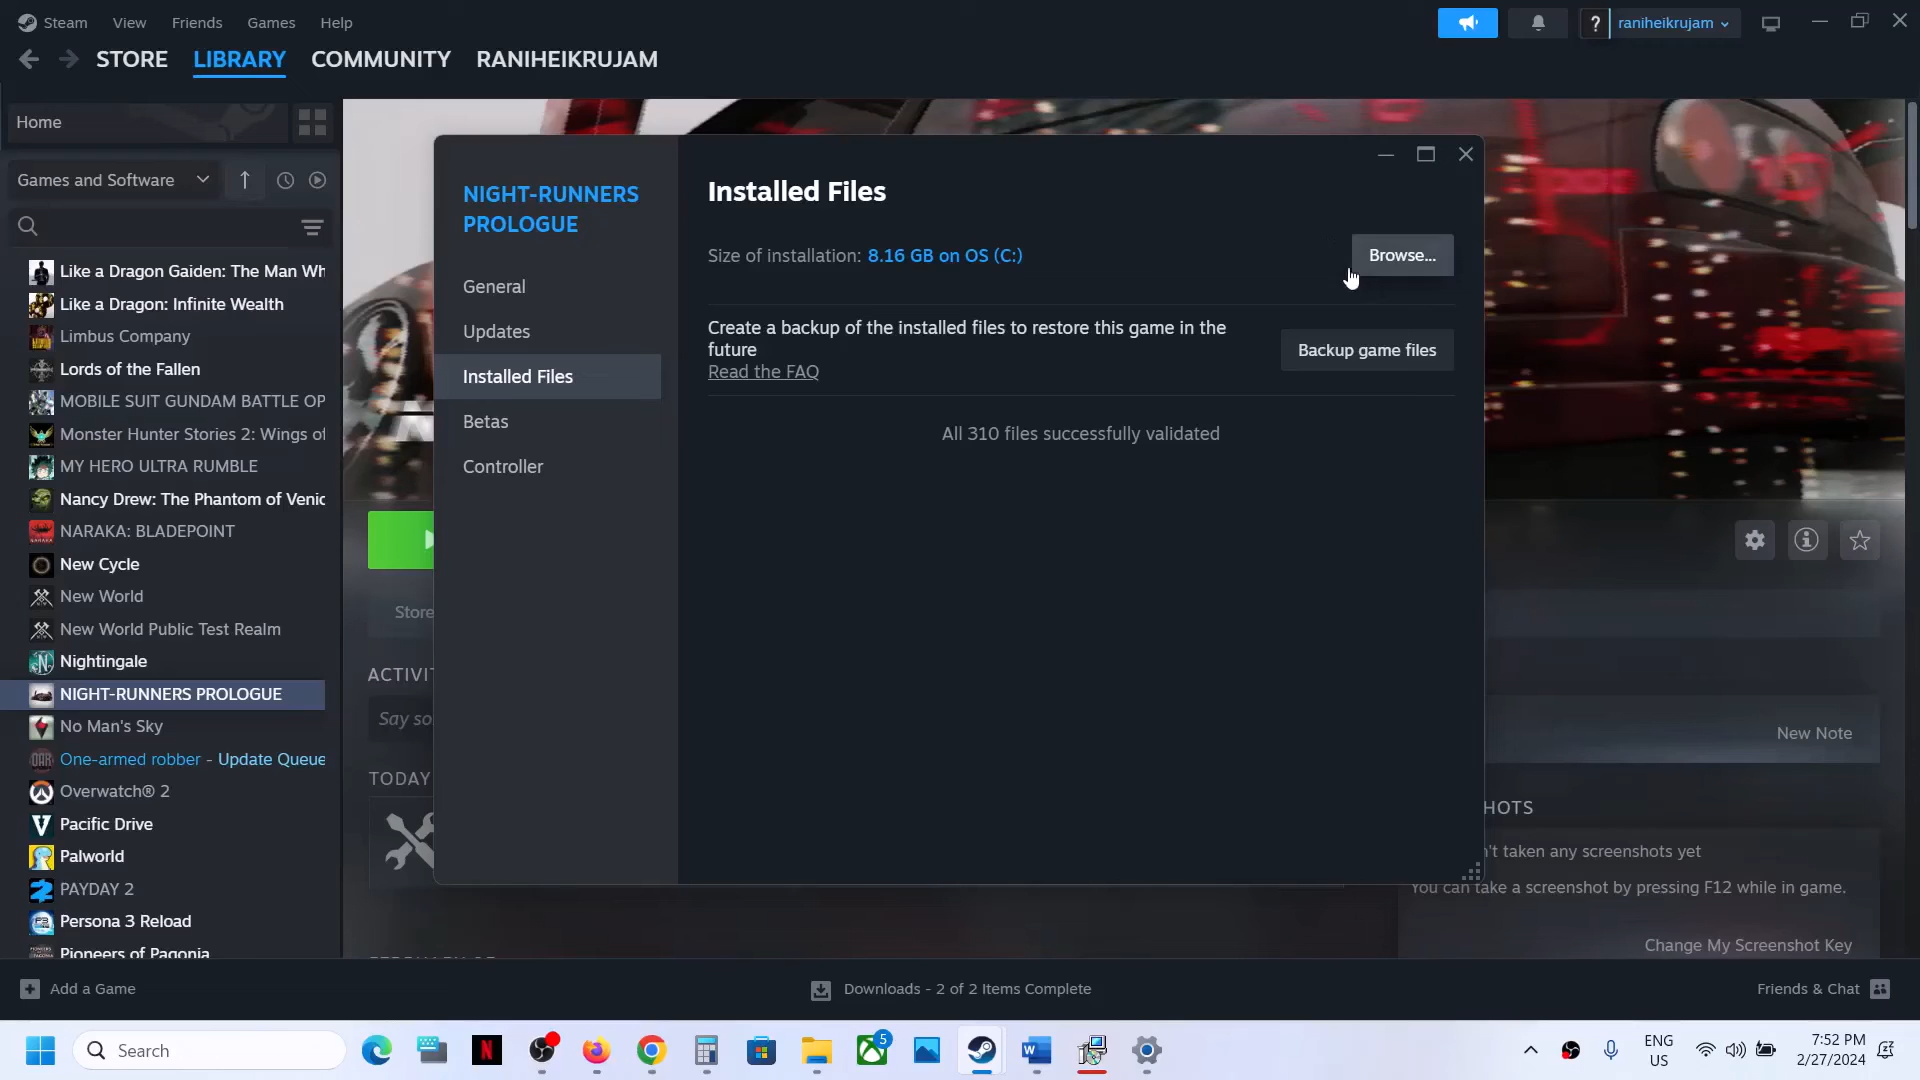 Steam View Friends Games Help
? raniheikrujam
STORE LIBRARY COMMUNITY RANIHEIKRUJAM
Home
Games and Software
Like a Dragon Gaiden: The Man Wh
Like a Dragon: Infinite Wealth
Limbus Company
Lords of the Fallen
MOBILE SUIT GUNDAM BATTLE OP
Monster Hunter Stories 2: Wings of
MY HERO ULTRA RUMBLE
Nancy Drew: The Phantom of Venic
NARAKA: BLADEPOINT
New Cycle
New World
New World Public Test Realm
Nightingale
NIGHT-RUNNERS PROLOGUE
No Man's Sky
One-armed robber - Update Queue
Overwatch® 2
Pacific Drive
Palworld
PAYDAY 2
Persona 3 Reload
Pioneers of Pagonia
NIGHT-RUNNERS
PROLOGUE
General
Updates
Installed Files
Betas
Controller
Installed Files
Size of installation: 8.16 GB on OS (C:)
Browse...
Create a backup of the installed files to restore this game in the
future
Read the FAQ
Backup game files
All 310 files successfully validated
Store
ACTIVIT
Say so
TODAY
New Note
HOTS
't taken any screenshots yet
You can take a screenshot by pressing F12 while in game.
Change My Screenshot Key
Add a Game
Downloads - 2 of 2 Items Complete
Friends & Chat
Search
5
ENG
US
7:52 PM
2/27/2024